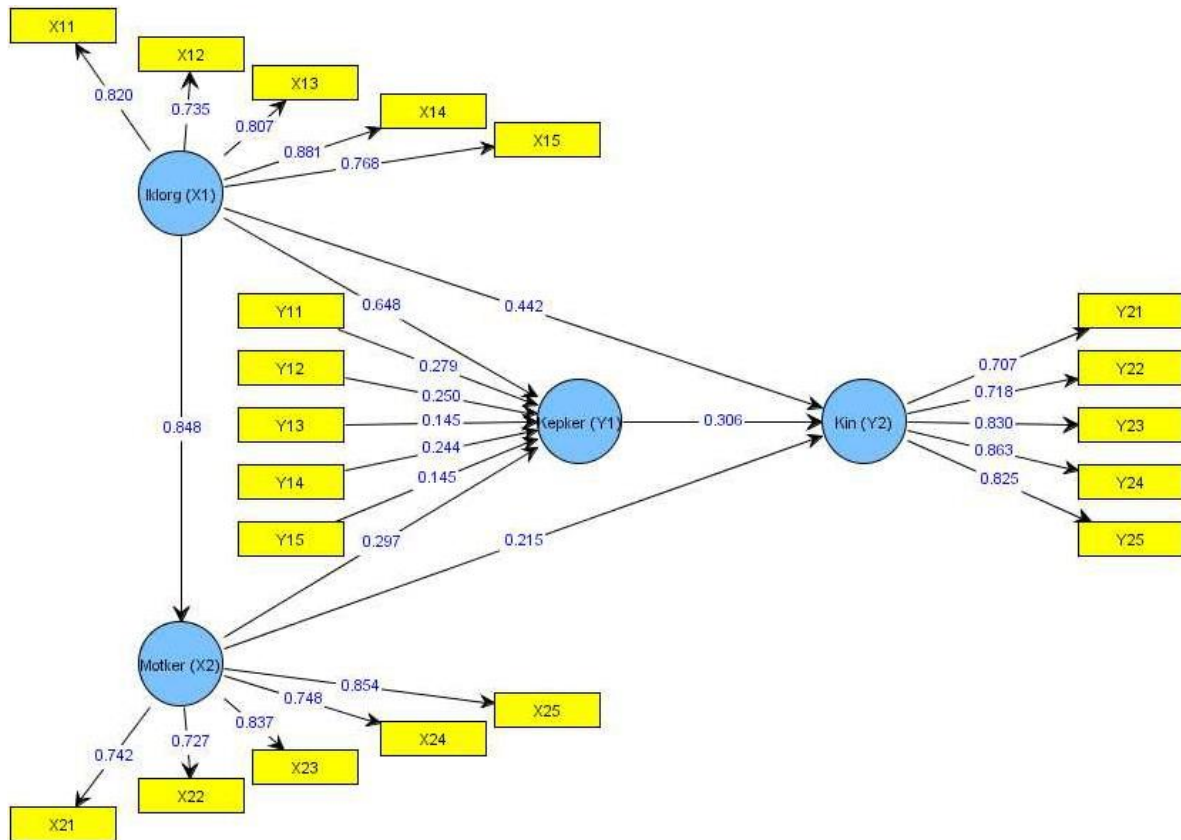 X11
X12
X13
X14
X15
0.820
0.735
0.807
0.881
0.768
Iklorg (X1)
0.648
0.442
0.848
Y11
Y12
Y13
Y14
Y15
0.279
0.250
0.145
0.244
0.145
Kepker (Y1)
0.306
Kin (Y2)
0.707
0.718
0.830
0.863
0.825
Y21
Y22
Y23
Y24
Y25
0.297
0.215
Motker (X2)
0.742
0.727
0.837
0.748
0.854
X21
X22
X23
X24
X25